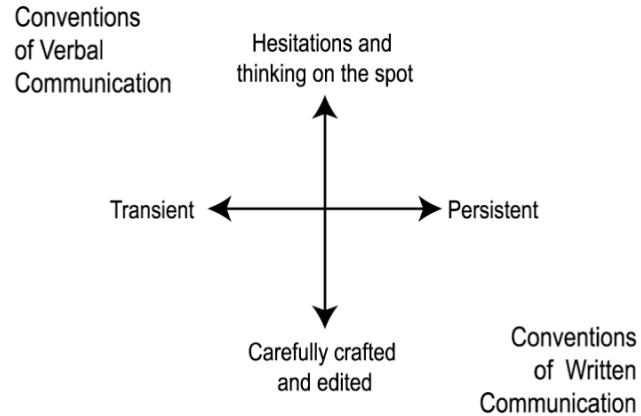 Conventions
of Verbal
Communication
Hesitations and
thinking on the spot
Transient
Persistent
Carefully crafted
and edited
Conventions
of Written
Communication